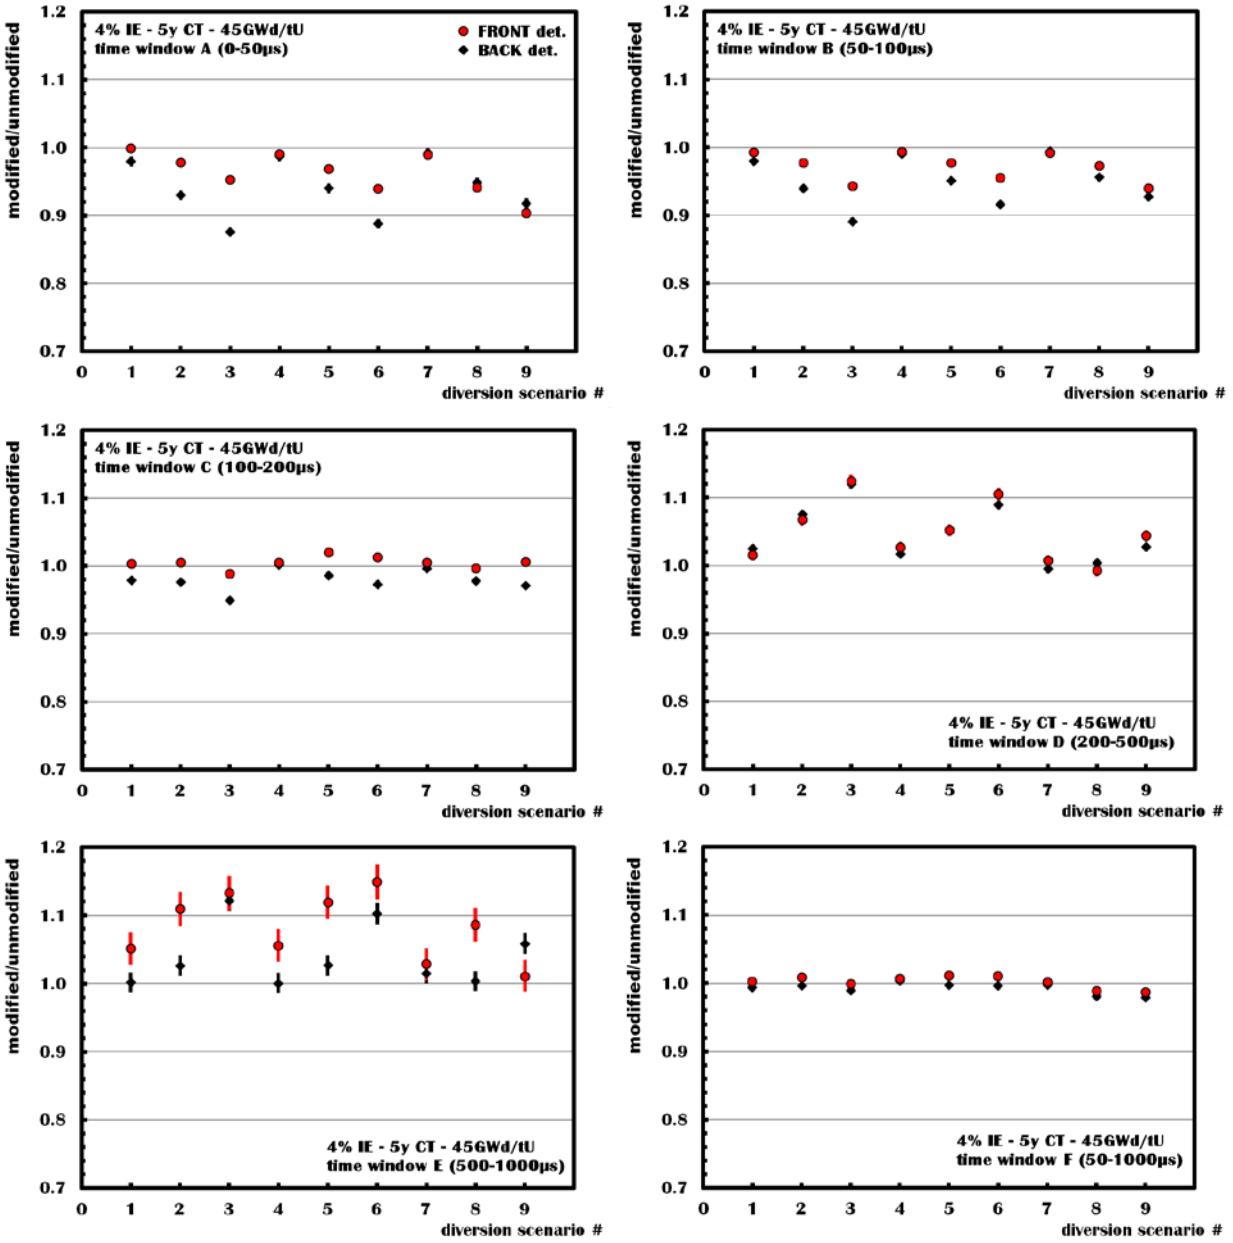 1.2
4% IE - 5y CT - 45GWd/tU
time window A (0-50µs)
FRONT det.
BACK det.
1.1
1.0
0.9
0.8
0.7
modified/unmodified
0 1 2 3 4 5 6 7 8 9
diversion scenario #
1.2
4% IE - 5y CT - 45GWd/tU
time window B (50-100µs)
1.1
1.0
0.9
0.8
0.7
modified/unmodified
0 1 2 3 4 5 6 7 8 9
diversion scenario #
1.2
4% IE - 5y CT - 45GWd/tU
time window C (100-200µs)
1.1
1.0
0.9
0.8
0.7
modified/unmodified
0 1 2 3 4 5 6 7 8 9
diversion scenario #
1.2
1.1
1.0
0.9
0.8
0.7
modified/unmodified
4% IE - 5y CT - 45GWd/tU
time window D (200-500µs)
0 1 2 3 4 5 6 7 8 9
diversion scenario #
1.2
1.1
1.0
0.9
0.8
0.7
modified/unmodified
4% IE - 5y CT - 45GWd/tU
time window E (500-1000µs)
0 1 2 3 4 5 6 7 8 9
diversion scenario #
1.2
1.1
1.0
0.9
0.8
0.7
modified/unmodified
4% IE - 5y CT - 45GWd/tU
time window F (50-1000µs)
0 1 2 3 4 5 6 7 8 9
diversion scenario #